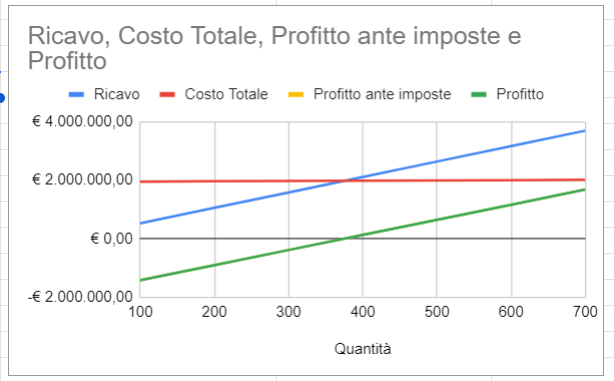 Ricavo, Costo Totale, Profitto ante imposte e
Profitto
Ricavo Costo Totale Profitto ante imposte Profitto
€ 4.000.000,00
€ 2.000.000,00
€ 0,00
-€ 2.000.000,00
100 200 300 400 500 600 700
Quantità